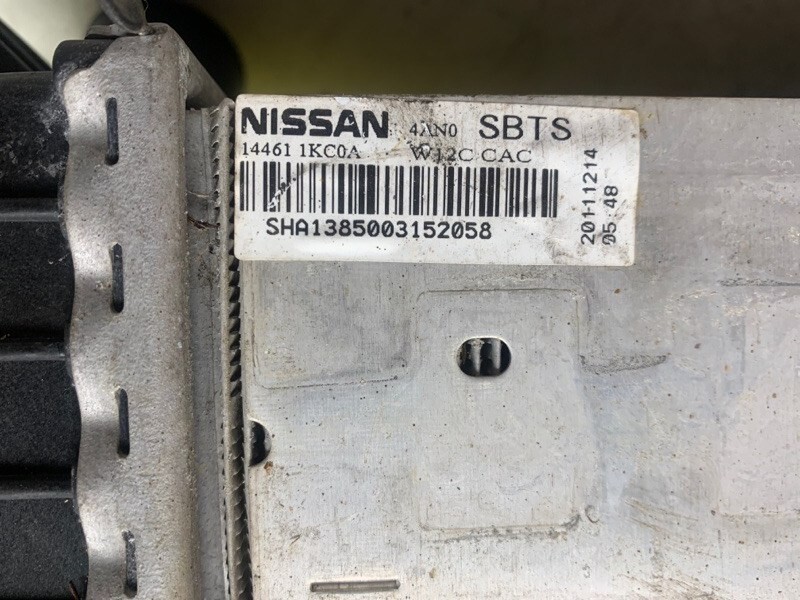 NISSAN 4AN0 SBTS
14461 1KC0A W12C CAC
SHA1385003152058
20111214
05 48